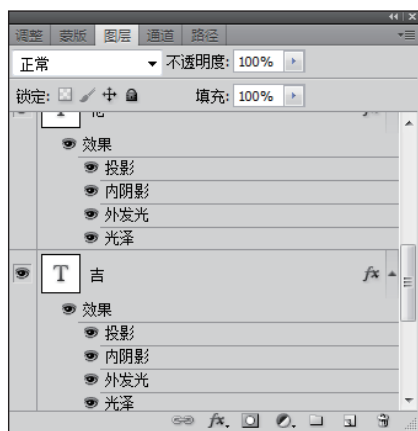 调整 蒙版 图层 通道 路径
正常 不透明度: 100%
锁定: 填充: 100%
效果
投影
内阴影
外发光
光泽
T 吉 fx
效果
投影
内阴影
外发光
光泽
fx.